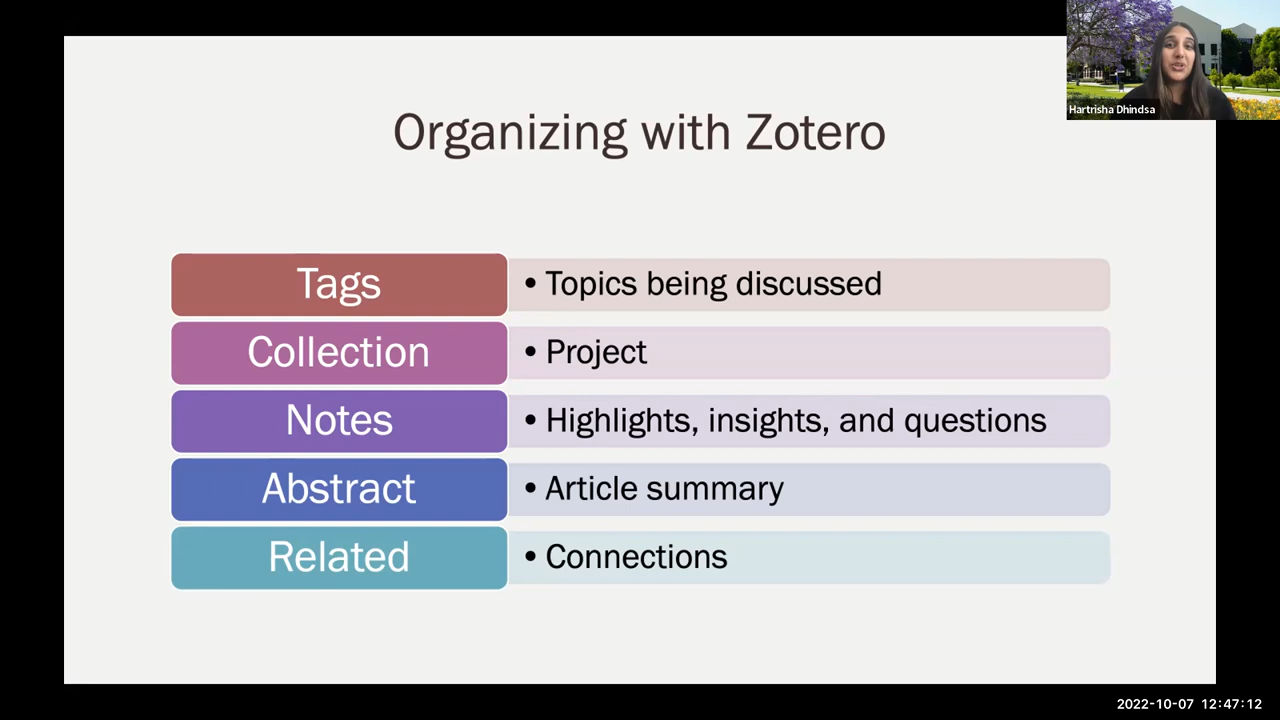 Hartrisha Dhindsa
Organizing with Zotero
Tags
• Topics being discussed
Collection
• Project
Notes
• Highlights, insights, and questions
Abstract
• Article summary
Related
• Connections
2022-10-07 12:47:12